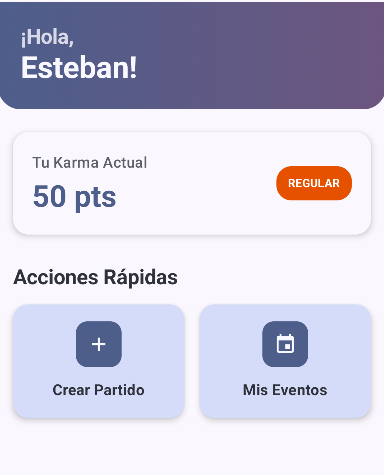 ¡Hola,
Esteban!
Tu Karma Actual
50 pts
REGULAR
Acciones Rápidas
Crear Partido
Mis Eventos